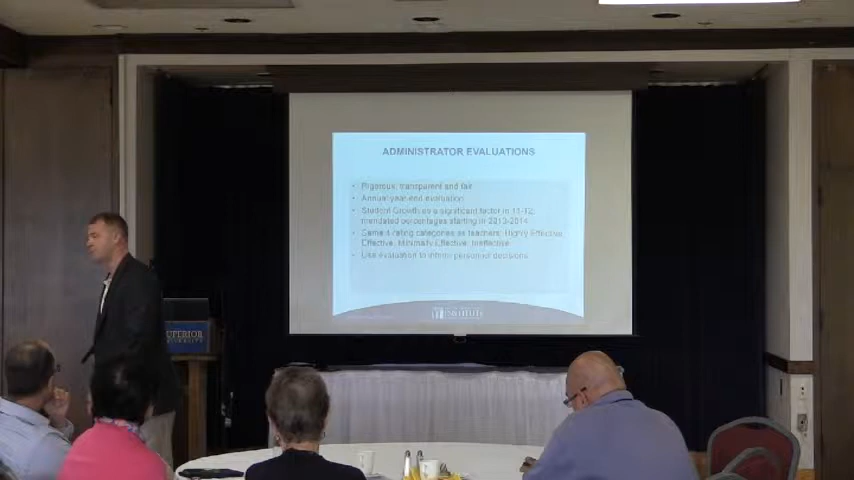 ADMINISTRATOR EVALUATIONS
• Rigorous, transparent and fair
• Annual year-end evaluation
• Student Growth as a significant factor in 11-12,
mandated percentages starting in 2013-2014
• Same 4 rating categories as teachers: Highly Effective,
Effective, Minimally Effective, Ineffective
• Use evaluation to inform personnel decisions
INSTITUTE
SUPERIOR
UNIVERSITY